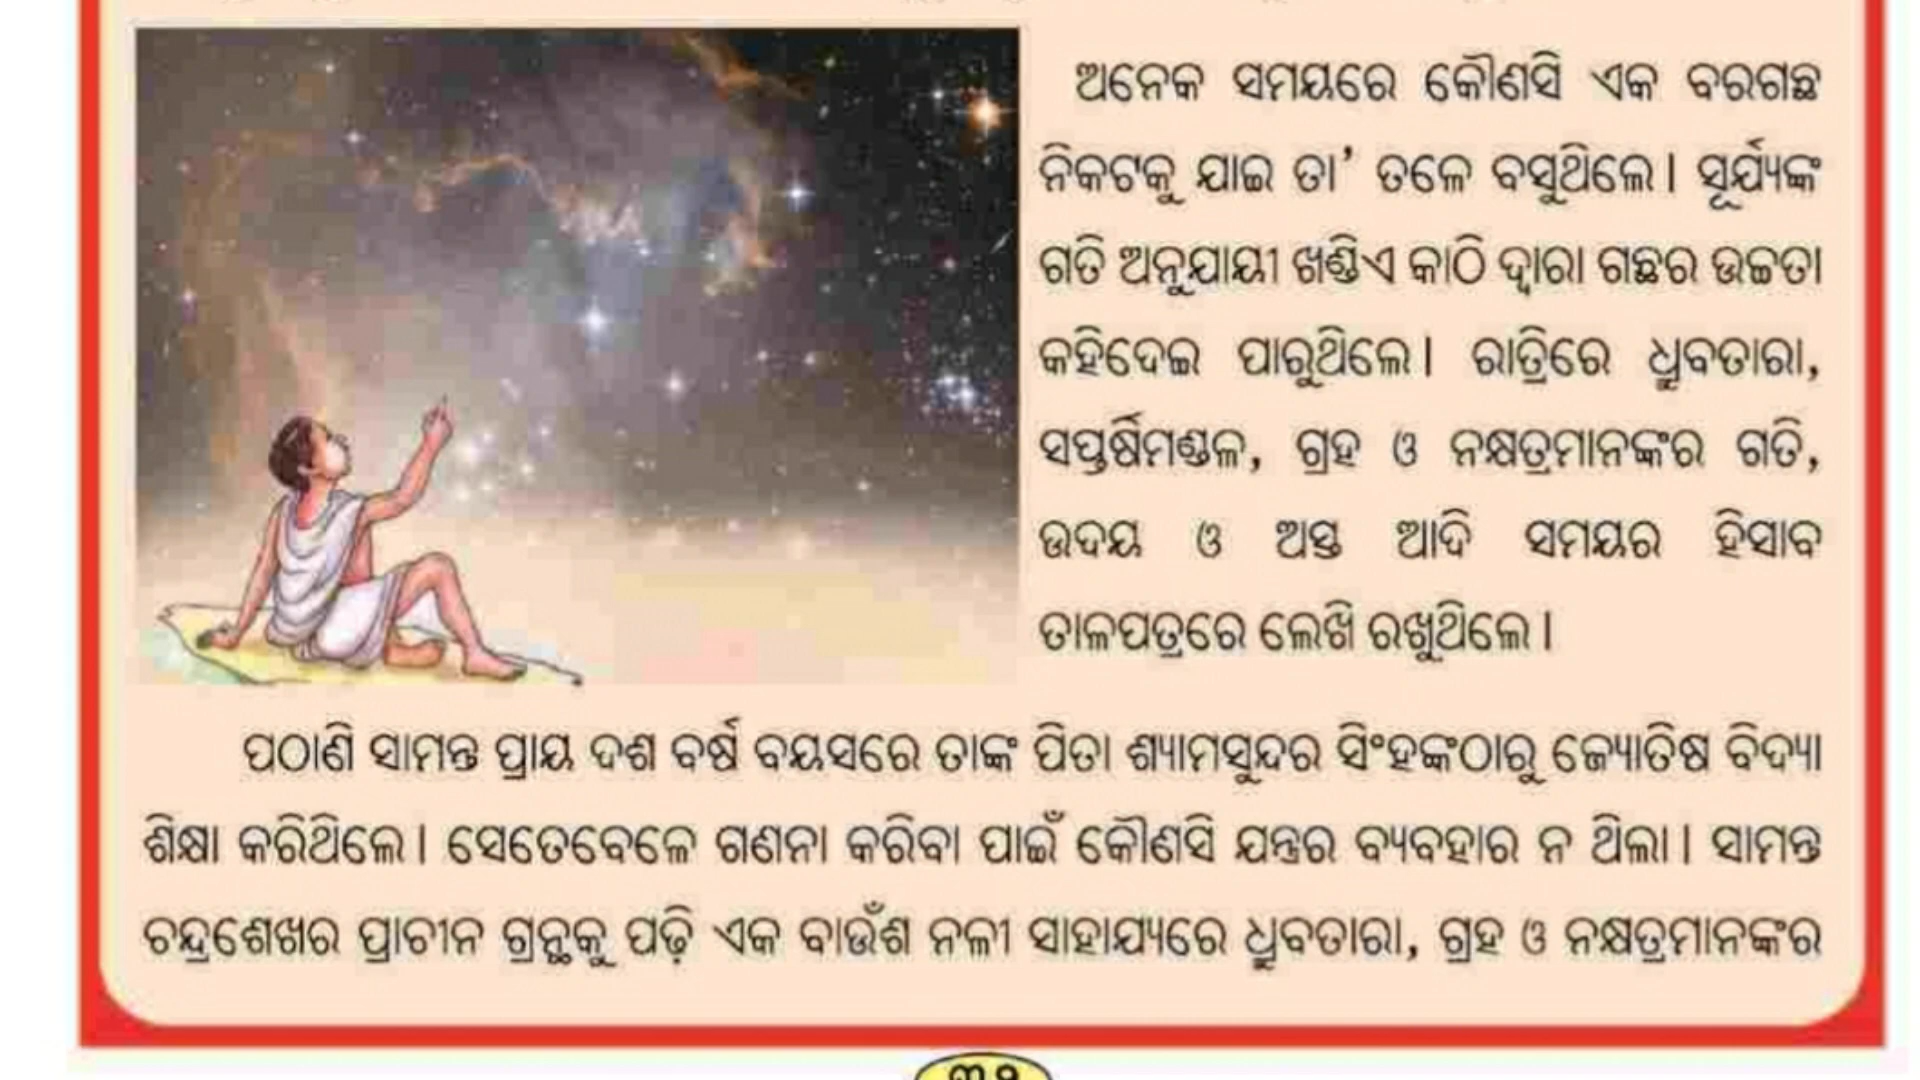 ଅନେକ ସମୟରେ କୌଣସି ଏକ ବରଗଛ
ନିକଟକୁ ଯାଇ ତା’ ତଳେ ବସୁଥିଲେ। ସୂର୍ଯ୍ୟଙ୍କ
ଗତି ଅନୁଯାୟୀ ଖଣ୍ଡିଏ କାଠି ଦ୍ୱାରା ଗଛର ଉଚ୍ଚତା
କହିଦେଇ ପାରୁଥିଲେ। ରାତ୍ରିରେ ଧ୍ରୁବତାରା,
ସପ୍ତର୍ଷିମଣ୍ଡଳ, ଗ୍ରହ ଓ ନକ୍ଷତ୍ରମାନଙ୍କର ଗତି,
ଉଦୟ ଓ ଅସ୍ତ ଆଦି ସମୟର ହିସାବ
ତାଳପତ୍ରରେ ଲେଖି ରଖୁଥିଲେ।
ପଠାଣି ସାମନ୍ତ ପ୍ରାୟ ଦଶ ବର୍ଷ ବୟସରେ ତାଙ୍କ ପିତା ଶ୍ୟାମସୁନ୍ଦର ସିଂହଙ୍କଠାରୁ ଜ୍ୟୋତିଷ ବିଦ୍ୟା
ଶିକ୍ଷା କରିଥିଲେ। ସେତେବେଳେ ଗଣନା କରିବା ପାଇଁ କୌଣସି ଯନ୍ତ୍ରର ବ୍ୟବହାର ନ ଥିଲା। ସାମନ୍ତ
ଚନ୍ଦ୍ରଶେଖର ପ୍ରାଚୀନ ଗ୍ରନ୍ଥକୁ ପଢ଼ି ଏକ ବାଉଁଶ ନଳୀ ସାହାଯ୍ୟରେ ଧ୍ରୁବତାରା, ଗ୍ରହ ଓ ନକ୍ଷତ୍ରମାନଙ୍କର